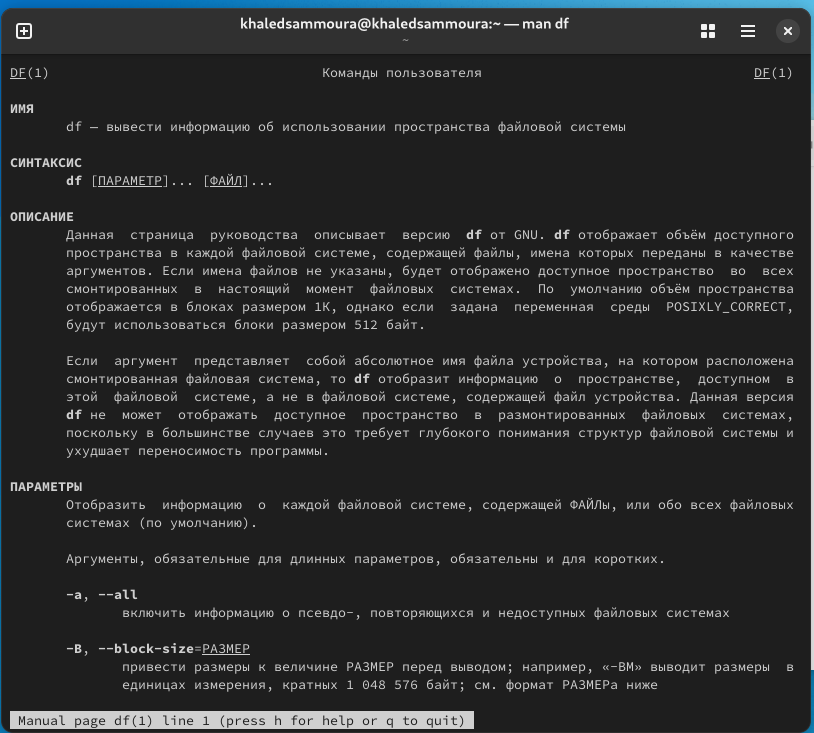 khaledsammoura@khaledsammoura:~ — man df
~
DF(1) Команды пользователя DF(1)
ИМЯ
df — вывести информацию об использовании пространства файловой системы
СИНТАКСИС
df [ПАРАМЕТР]... [ФАЙЛ]...
ОПИСАНИЕ
Данная страница руководства описывает версию df от GNU. df отображает объём доступного
пространства в каждой файловой системе, содержащей файлы, имена которых переданы в качестве
аргументов. Если имена файлов не указаны, будет отображено доступное пространство во всех
смонтированных в настоящий момент файловых системах. По умолчанию объём пространства
отображается в блоках размером 1K, однако если задана переменная среды POSIXLY_CORRECT,
будут использоваться блоки размером 512 байт.
Если аргумент представляет собой абсолютное имя файла устройства, на котором расположена
смонтированная файловая система, то df отобразит информацию о пространстве, доступном в
этой файловой системе, а не в файловой системе, содержащей файл устройства. Данная версия
df не может отображать доступное пространство в размонтированных файловых системах,
поскольку в большинстве случаев это требует глубокого понимания структур файловой системы и
ухудшает переносимость программы.
ПАРАМЕТРЫ
Отобразить информацию о каждой файловой системе, содержащей ФАЙЛы, или обо всех файловых
системах (по умолчанию).
Аргументы, обязательные для длинных параметров, обязательны и для коротких.
-a, --all
включить информацию о псевдо-, повторяющихся и недоступных файловых системах
-B, --block-size=РАЗМЕР
привести размеры к величине РАЗМЕР перед выводом; например, «-BM» выводит размеры в
единицах измерения, кратных 1 048 576 байт; см. формат РАЗМЕРа ниже
Manual page df(1) line 1 (press h for help or q to quit)